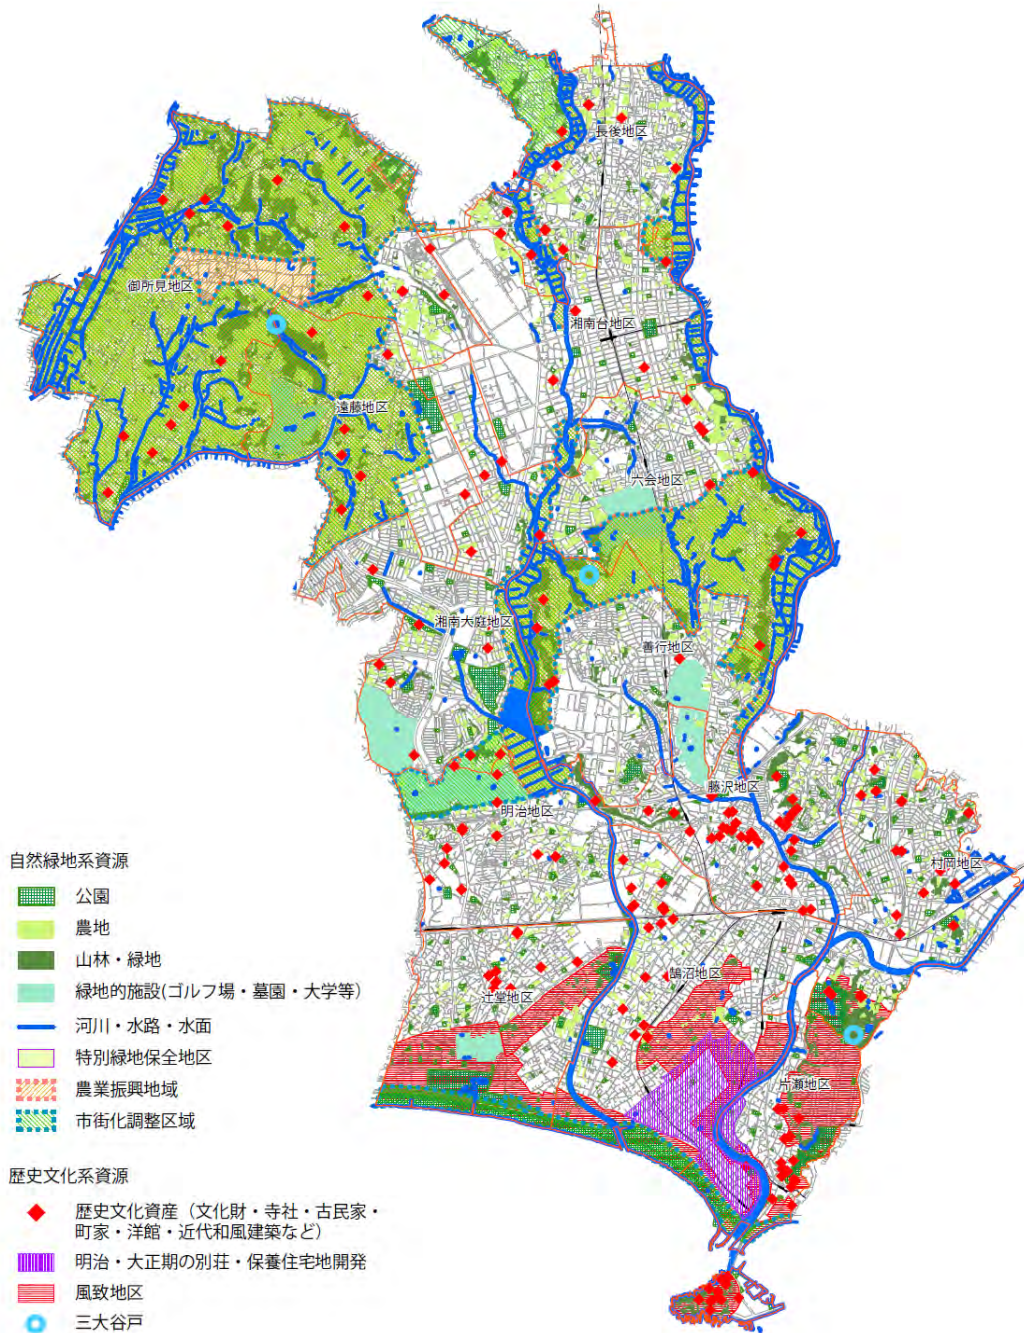 長後地区
御所見地区
湘南台地区
遠藤地区
六会地区
湘南大庭地区
善行地区
藤沢地区
明治地区
村岡地区
鵠沼地区
辻堂地区
片瀬地区
自然緑地系資源
公園
農地
山林・緑地
緑地的施設(ゴルフ場・墓園・大学等)
河川・水路・水面
特別緑地保全地区
農業振興地域
市街化調整区域
歴史文化系資源
歴史文化資産（文化財・寺社・古民家・
町家・洋館・近代和風建築など）
明治・大正期の別荘・保養住宅地開発
風致地区
三大谷戸